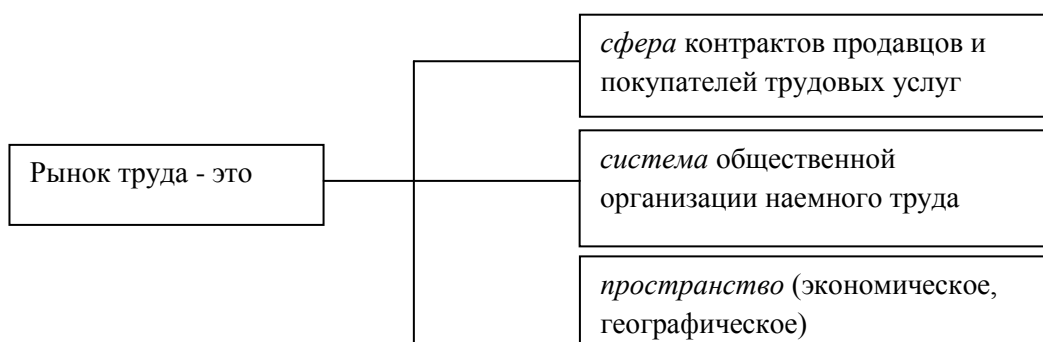 сфера контрактов продавцов и
покупателей трудовых услуг
Рынок труда - это
система общественной
организации наемного труда
пространство (экономическое,
географическое)